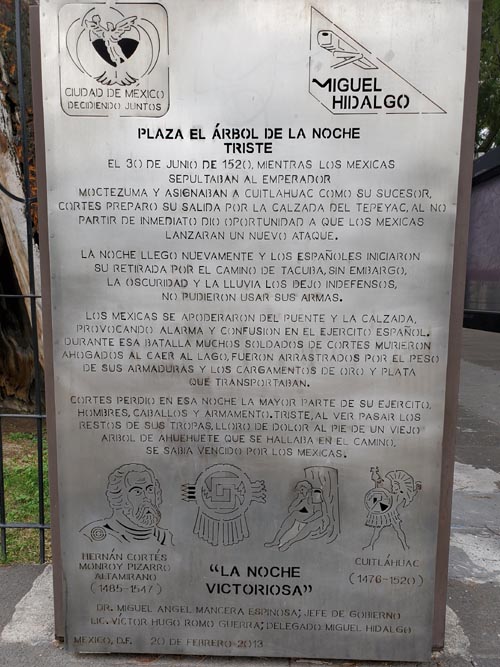 CIUDAD DE MEXICO
DECIDIENDO JUNTOS
MIGUEL
HIDALGO
PLAZA EL ÁRBOL DE LA NOCHE
TRISTE
EL 30 DE JUNIO DE 1520, MIENTRAS LOS MEXICAS
SEPULTABAN AL EMPERADOR
MOCTEZUMA Y ASIGNABAN A CUITLAHUAC COMO SU SUCESOR,
CORTES PREPARO SU SALIDA POR LA CALZADA DEL TEPEYAC, AL NO
PARTIR DE INMEDIATO DIO OPORTUNIDAD A QUE LOS MEXICAS
LANZARAN UN NUEVO ATAQUE.
LA NOCHE LLEGO NUEVAMENTE Y LOS ESPAÑOLES INICIARON
SU RETIRADA POR EL CAMINO DE TACUBA, SIN EMBARGO,
LA OSCURIDAD Y LA LLUVIA LOS DEJO INDEFENSOS,
NO PUDIERON USAR SUS ARMAS.
LOS MEXICAS SE APODERARON DEL PUENTE Y LA CALZADA,
PROVOCANDO ALARMA Y CONFUSION EN EL EJERCITO ESPAÑOL.
DURANTE ESA BATALLA MUCHOS SOLDADOS DE CORTES MURIERON
AHOGADOS AL CAER AL LAGO, FUERON ARRASTRADOS POR EL PESO
DE SUS ARMADURAS Y LOS CARGAMENTOS DE ORO Y PLATA
QUE TRANSPORTABAN.
CORTES PERDIO EN ESA NOCHE LA MAYOR PARTE DE SU EJERCITO,
HOMBRES, CABALLOS Y ARMAMENTO. TRISTE, AL VER PASAR LOS
RESTOS DE SUS TROPAS, LLORO DE DOLOR AL PIE DE UN VIEJO
ARBOL DE AHUEHUETE QUE SE HALLABA EN EL CAMINO,
SE SABIA VENCIDO POR LOS MEXICAS.
HERNÁN CORTÉS
MONROY PIZARRO
ALTAMIRANO
(1485-1547)
"LA NOCHE
VICTORIOSA"
CUITLÁHUAC
(1476-1520)
DR. MIGUEL ANGEL MANCERA ESPINOSA; JEFE DE GOBIERNO
LIC. VÍCTOR HUGO ROMO GUERRA; DELEGADO MIGUEL HIDALGO
MEXICO, D.F. 20 DE FEBRERO 2013